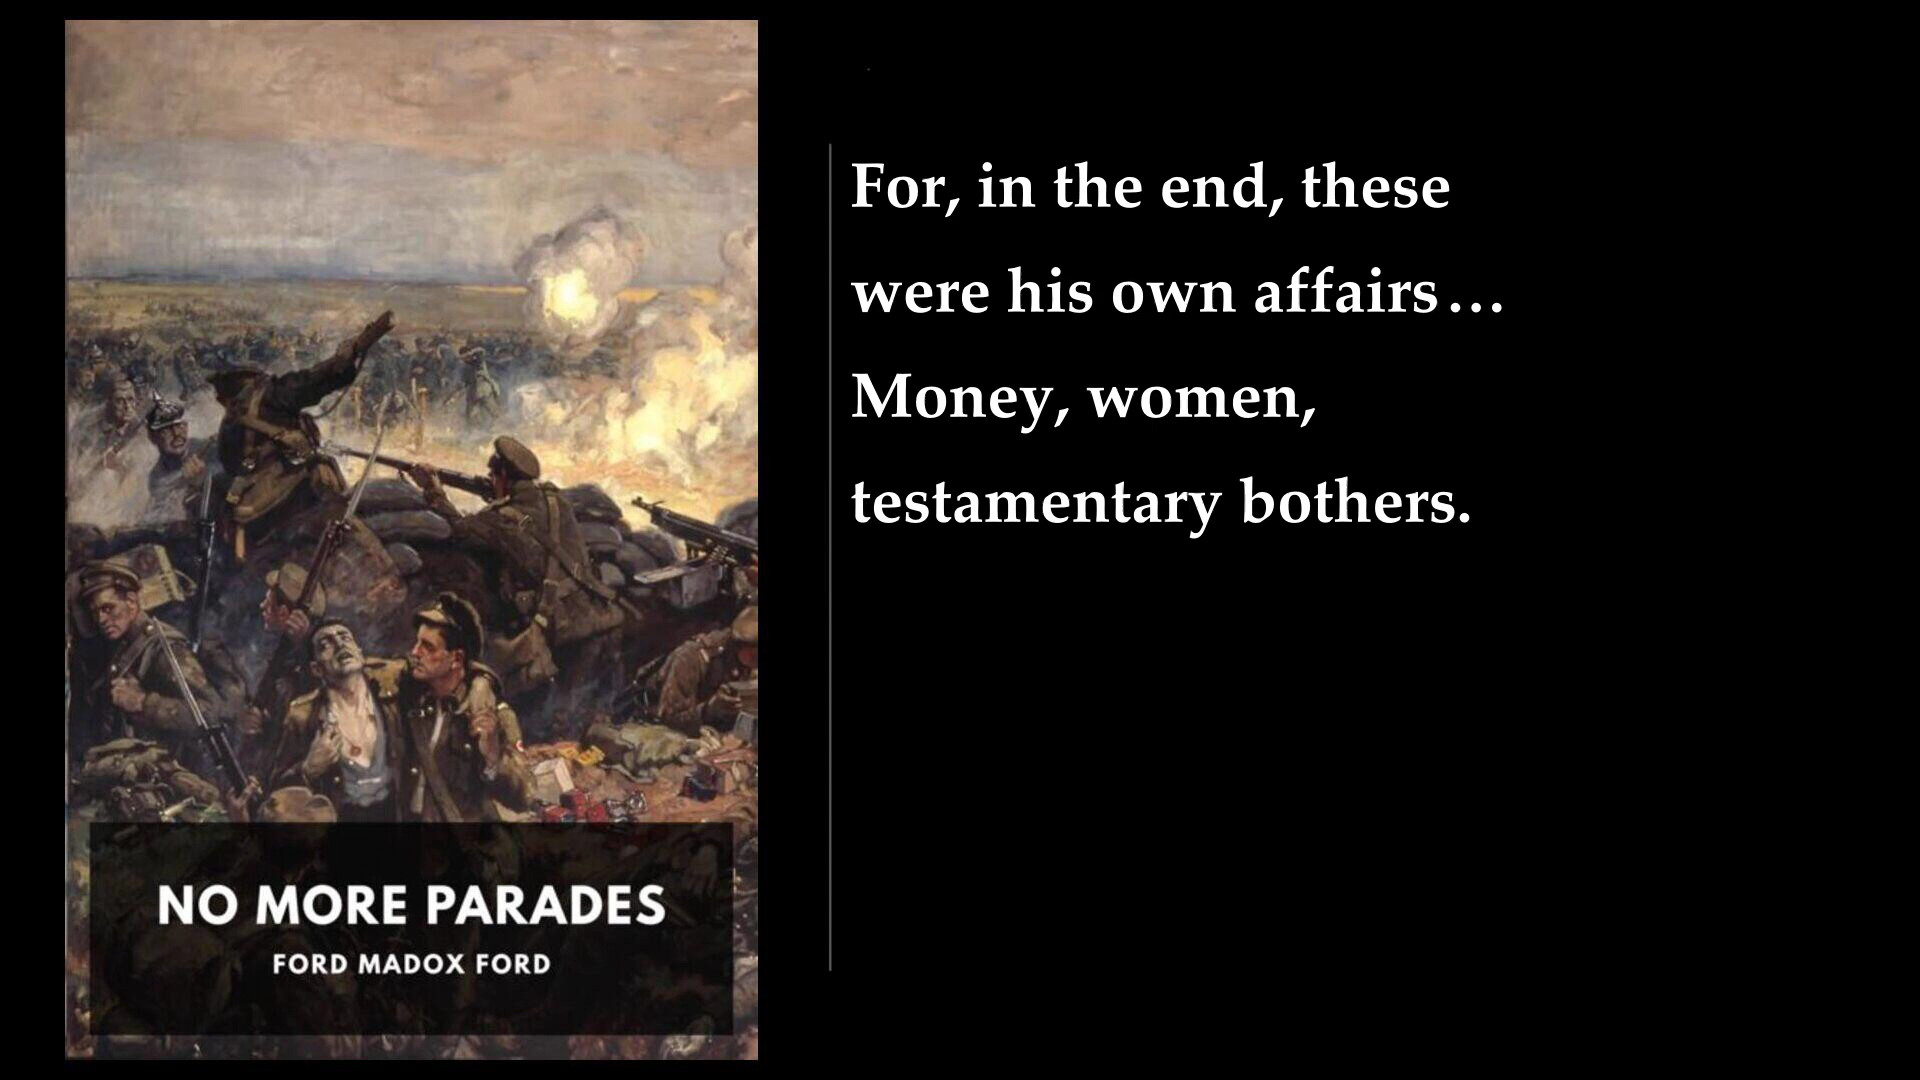 For, in the end, these
were his own affairs…
Money, women,
testamentary bothers.
NO MORE PARADES
FORD MADOX FORD